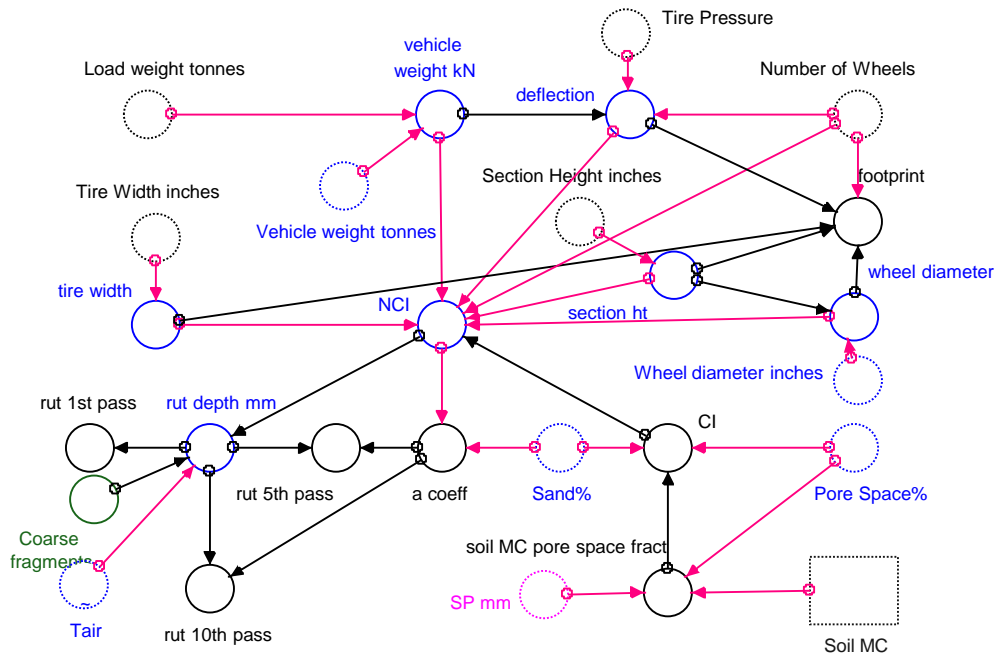 Tire Pressure
vehicle
weight kN
Load weight tonnes
Number of Wheels
deflection
Section Height inches
footprint
Tire Width inches
Vehicle weight tonnes
wheel diameter
tire width
NCI
section ht
Wheel diameter inches
rut 1st pass
rut depth mm
CI
rut 5th pass
a coeff
Sand%
Pore Space%
Coarse
fragments
soil MC pore space fract
SP mm
~
Tair
rut 10th pass
Soil MC